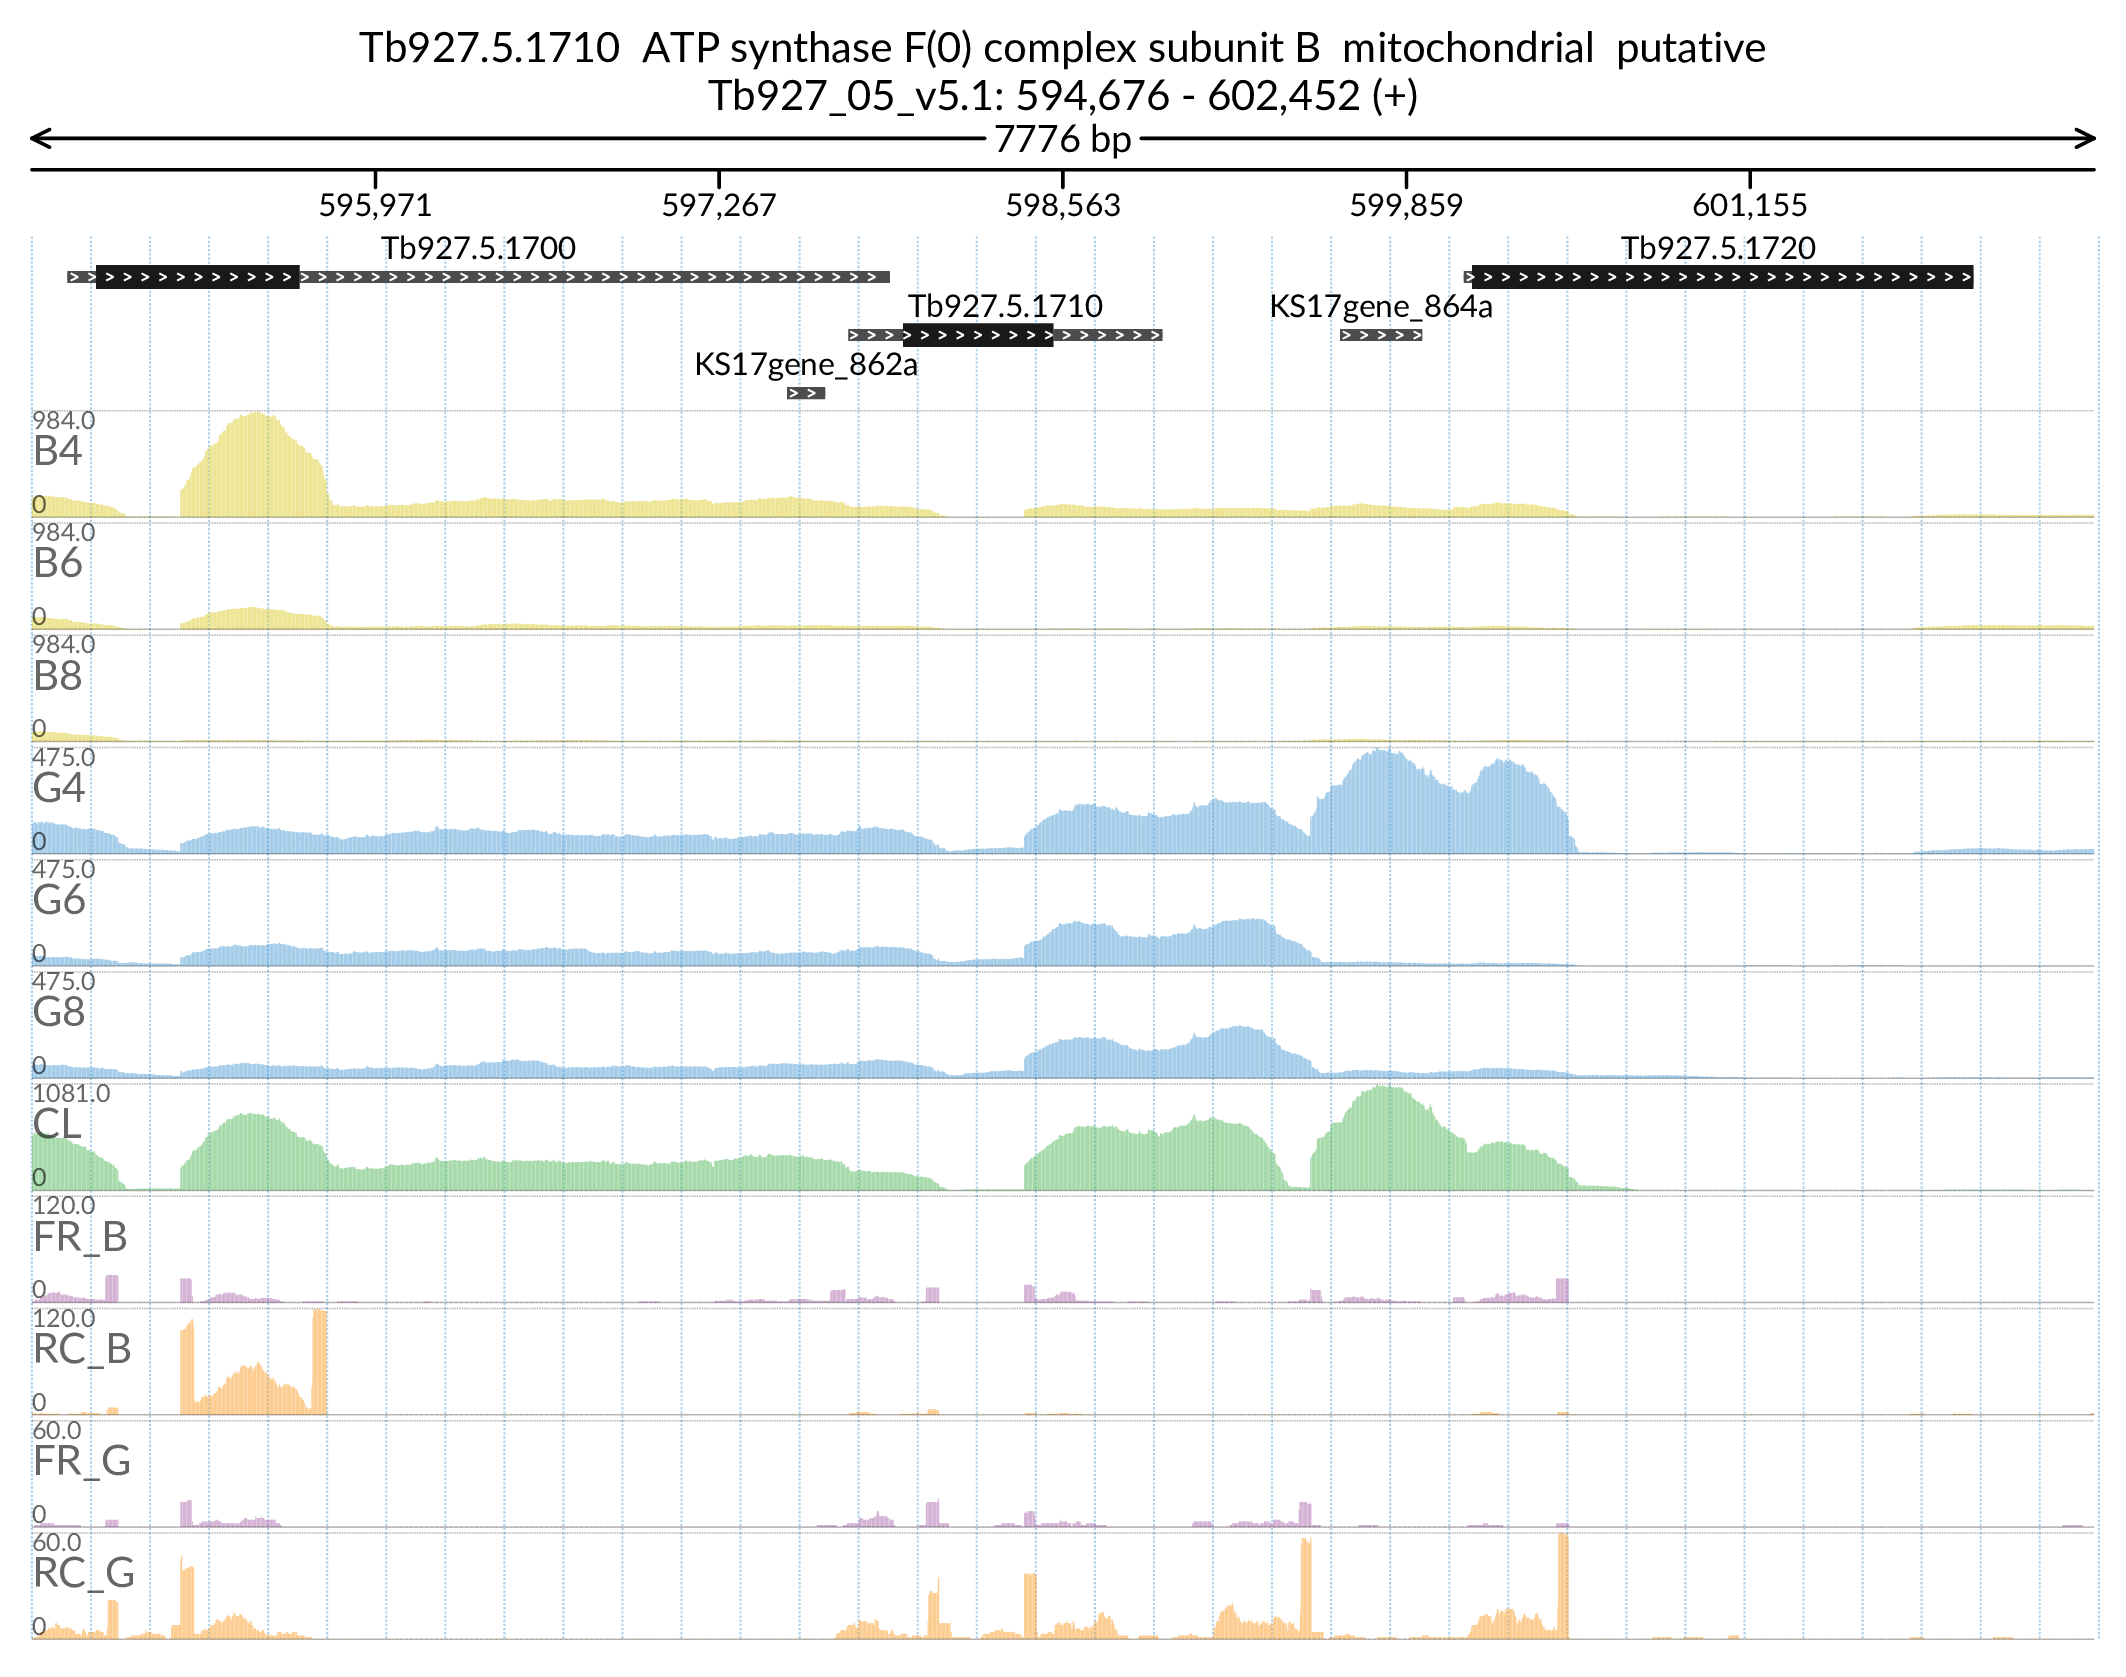 Tb927.5.1710  ATP synthase F(0) complex subunit B  mitochondrial  putative
Tb927_05_v5.1: 594,676 - 602,452 (+)
7776 bp
595,971 597,267 598,563 599,859 601,155
Tb927.5.1700 Tb927.5.1720
Tb927.5.1710 KS17gene_864a
KS17gene_862a
984.0
B4
0
984.0
B6
0
984.0
B8
0
475.0
G4
0
475.0
G6
0
475.0
G8
0
1081.0
CL
0
120.0
FR_B
0
120.0
RC_B
0
60.0
FR_G
0
60.0
RC_G
0